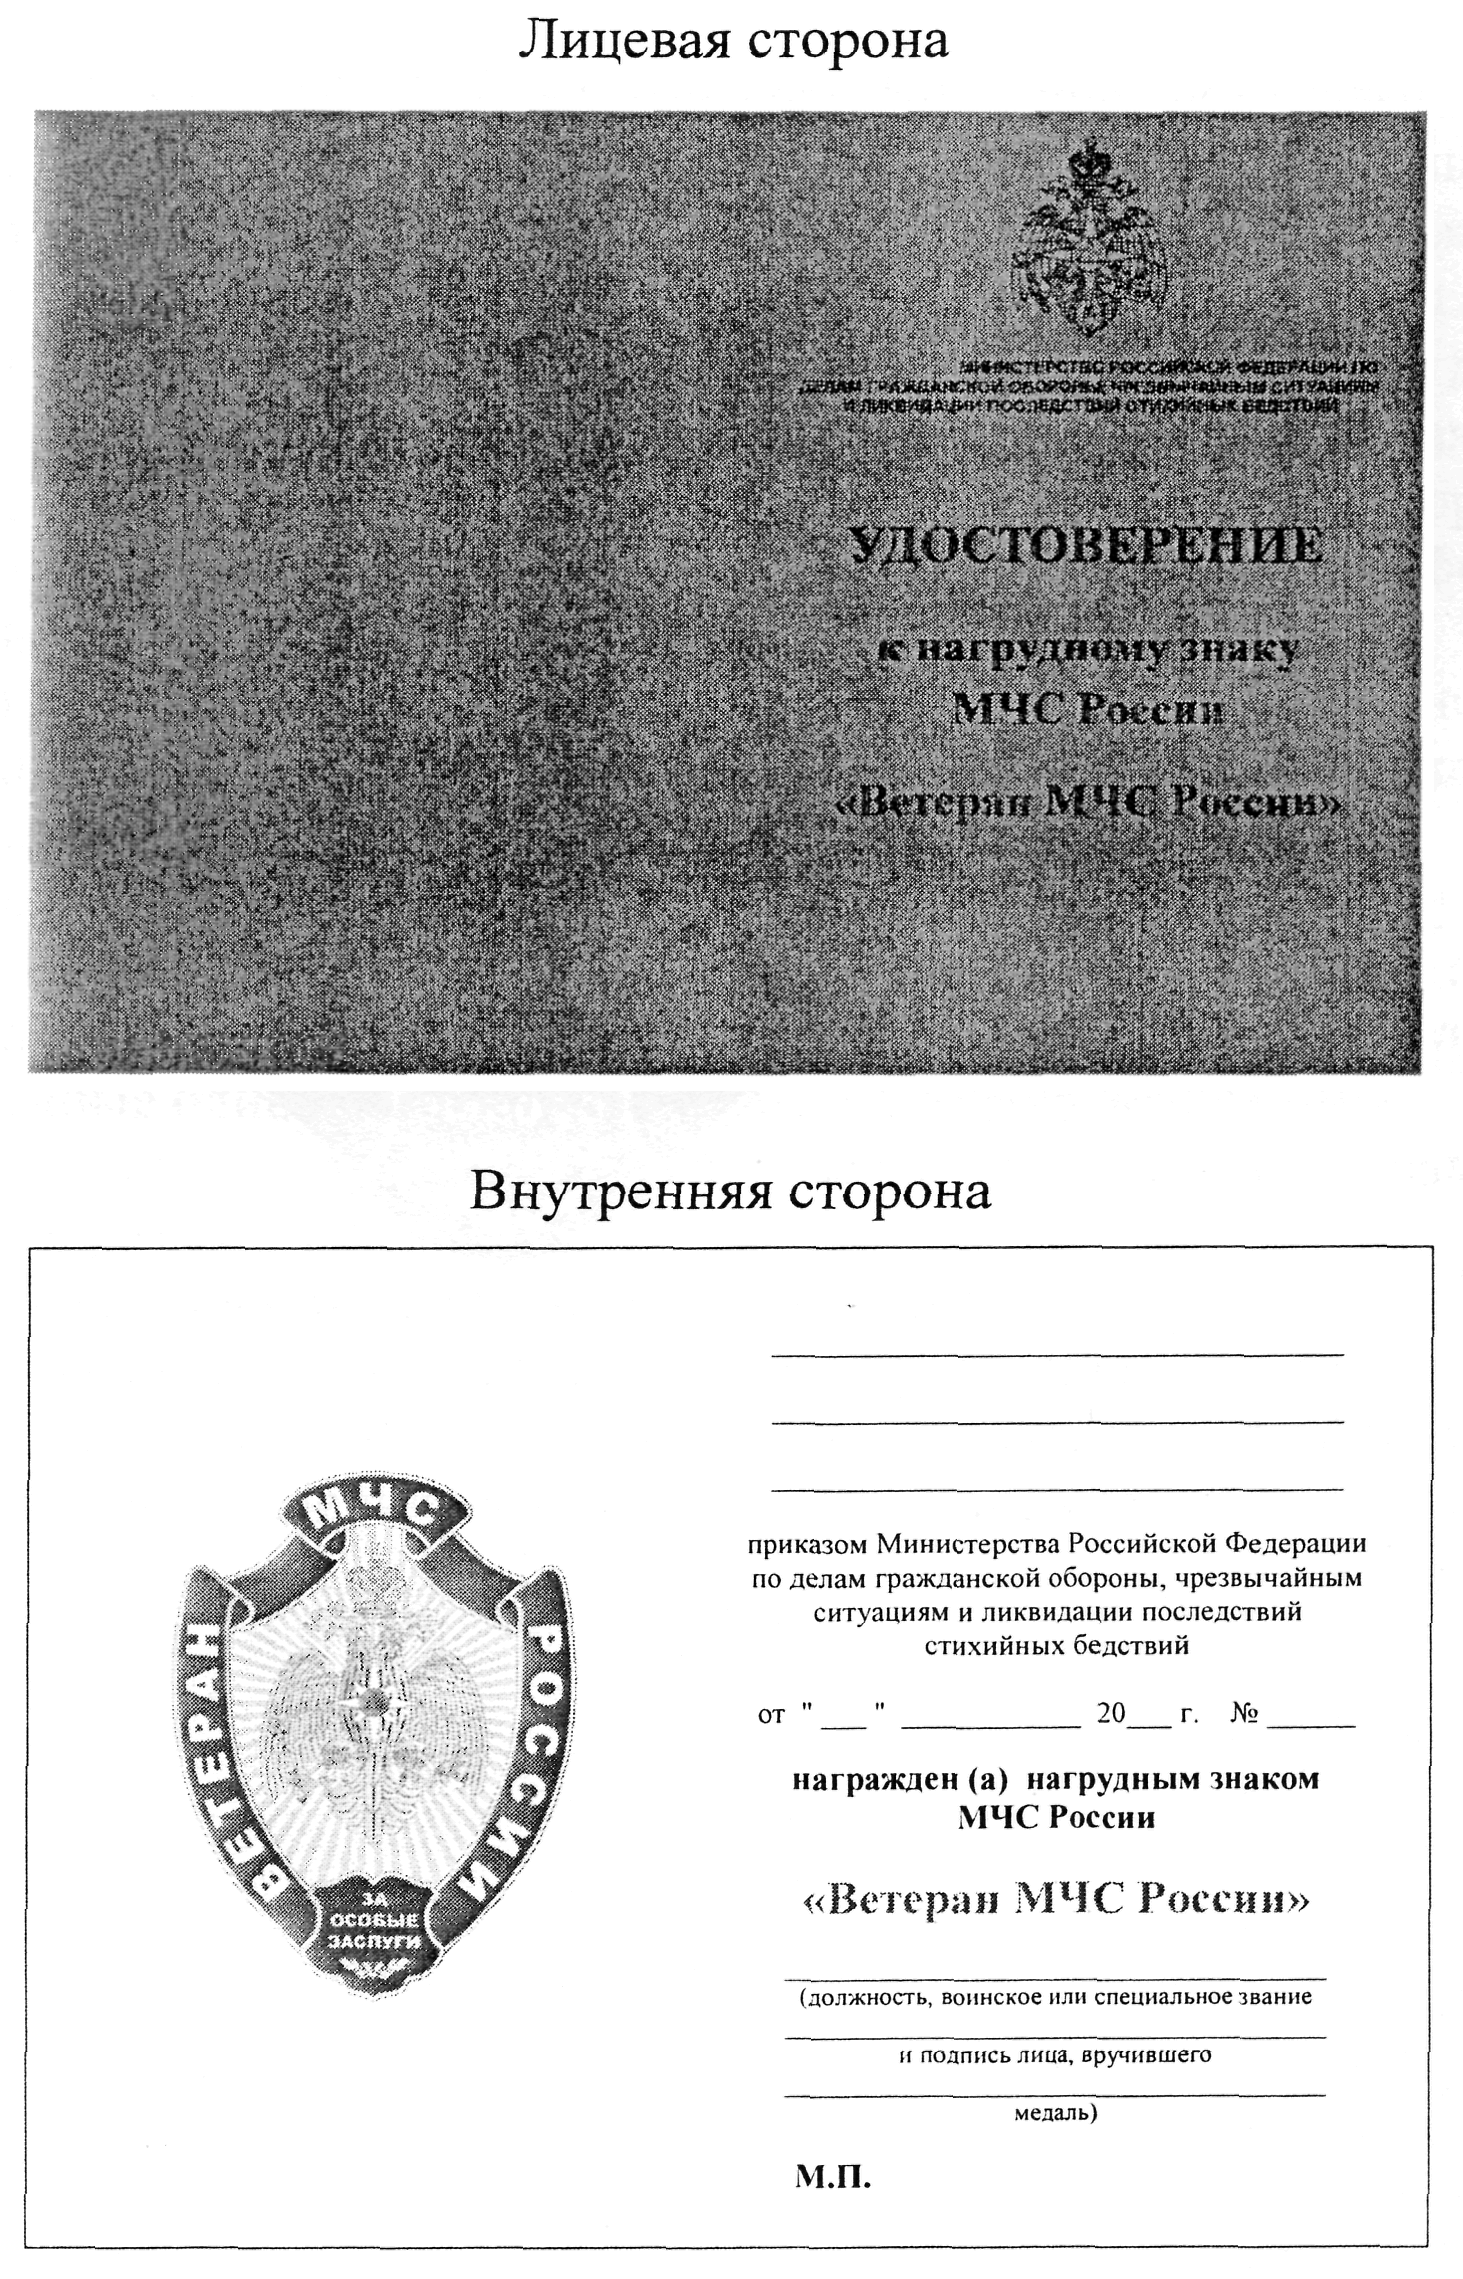 Лицевая сторона
МИНИСТЕРСТВО РОССИЙСКОЙ ФЕДЕРАЦИИ ПО
ДЕЛАМ ГРАЖДАНСКОЙ ОБОРОНЫ, ЧРЕЗВЫЧАЙНЫМ СИТУАЦИЯМ
И ЛИКВИДАЦИИ ПОСЛЕДСТВИЙ СТИХИЙНЫХ БЕДСТВИЙ
УДОСТОВЕРЕНИЕ
к нагрудному знаку
МЧС России
«Ветеран МЧС России»
Внутренняя сторона
МЧС
ВЕТЕРАН
РОССИИ
ЗА
ОСОБЫЕ
ЗАСЛУГИ
приказом Министерства Российской Федерации
по делам гражданской обороны, чрезвычайным
ситуациям и ликвидации последствий
стихийных бедствий
от "___" ____________ 20___ г. № ______
награжден (а) нагрудным знаком
МЧС России
«Ветеран МЧС России»
(должность, воинское или специальное звание
и подпись лица, вручившего
медаль)
М.П.